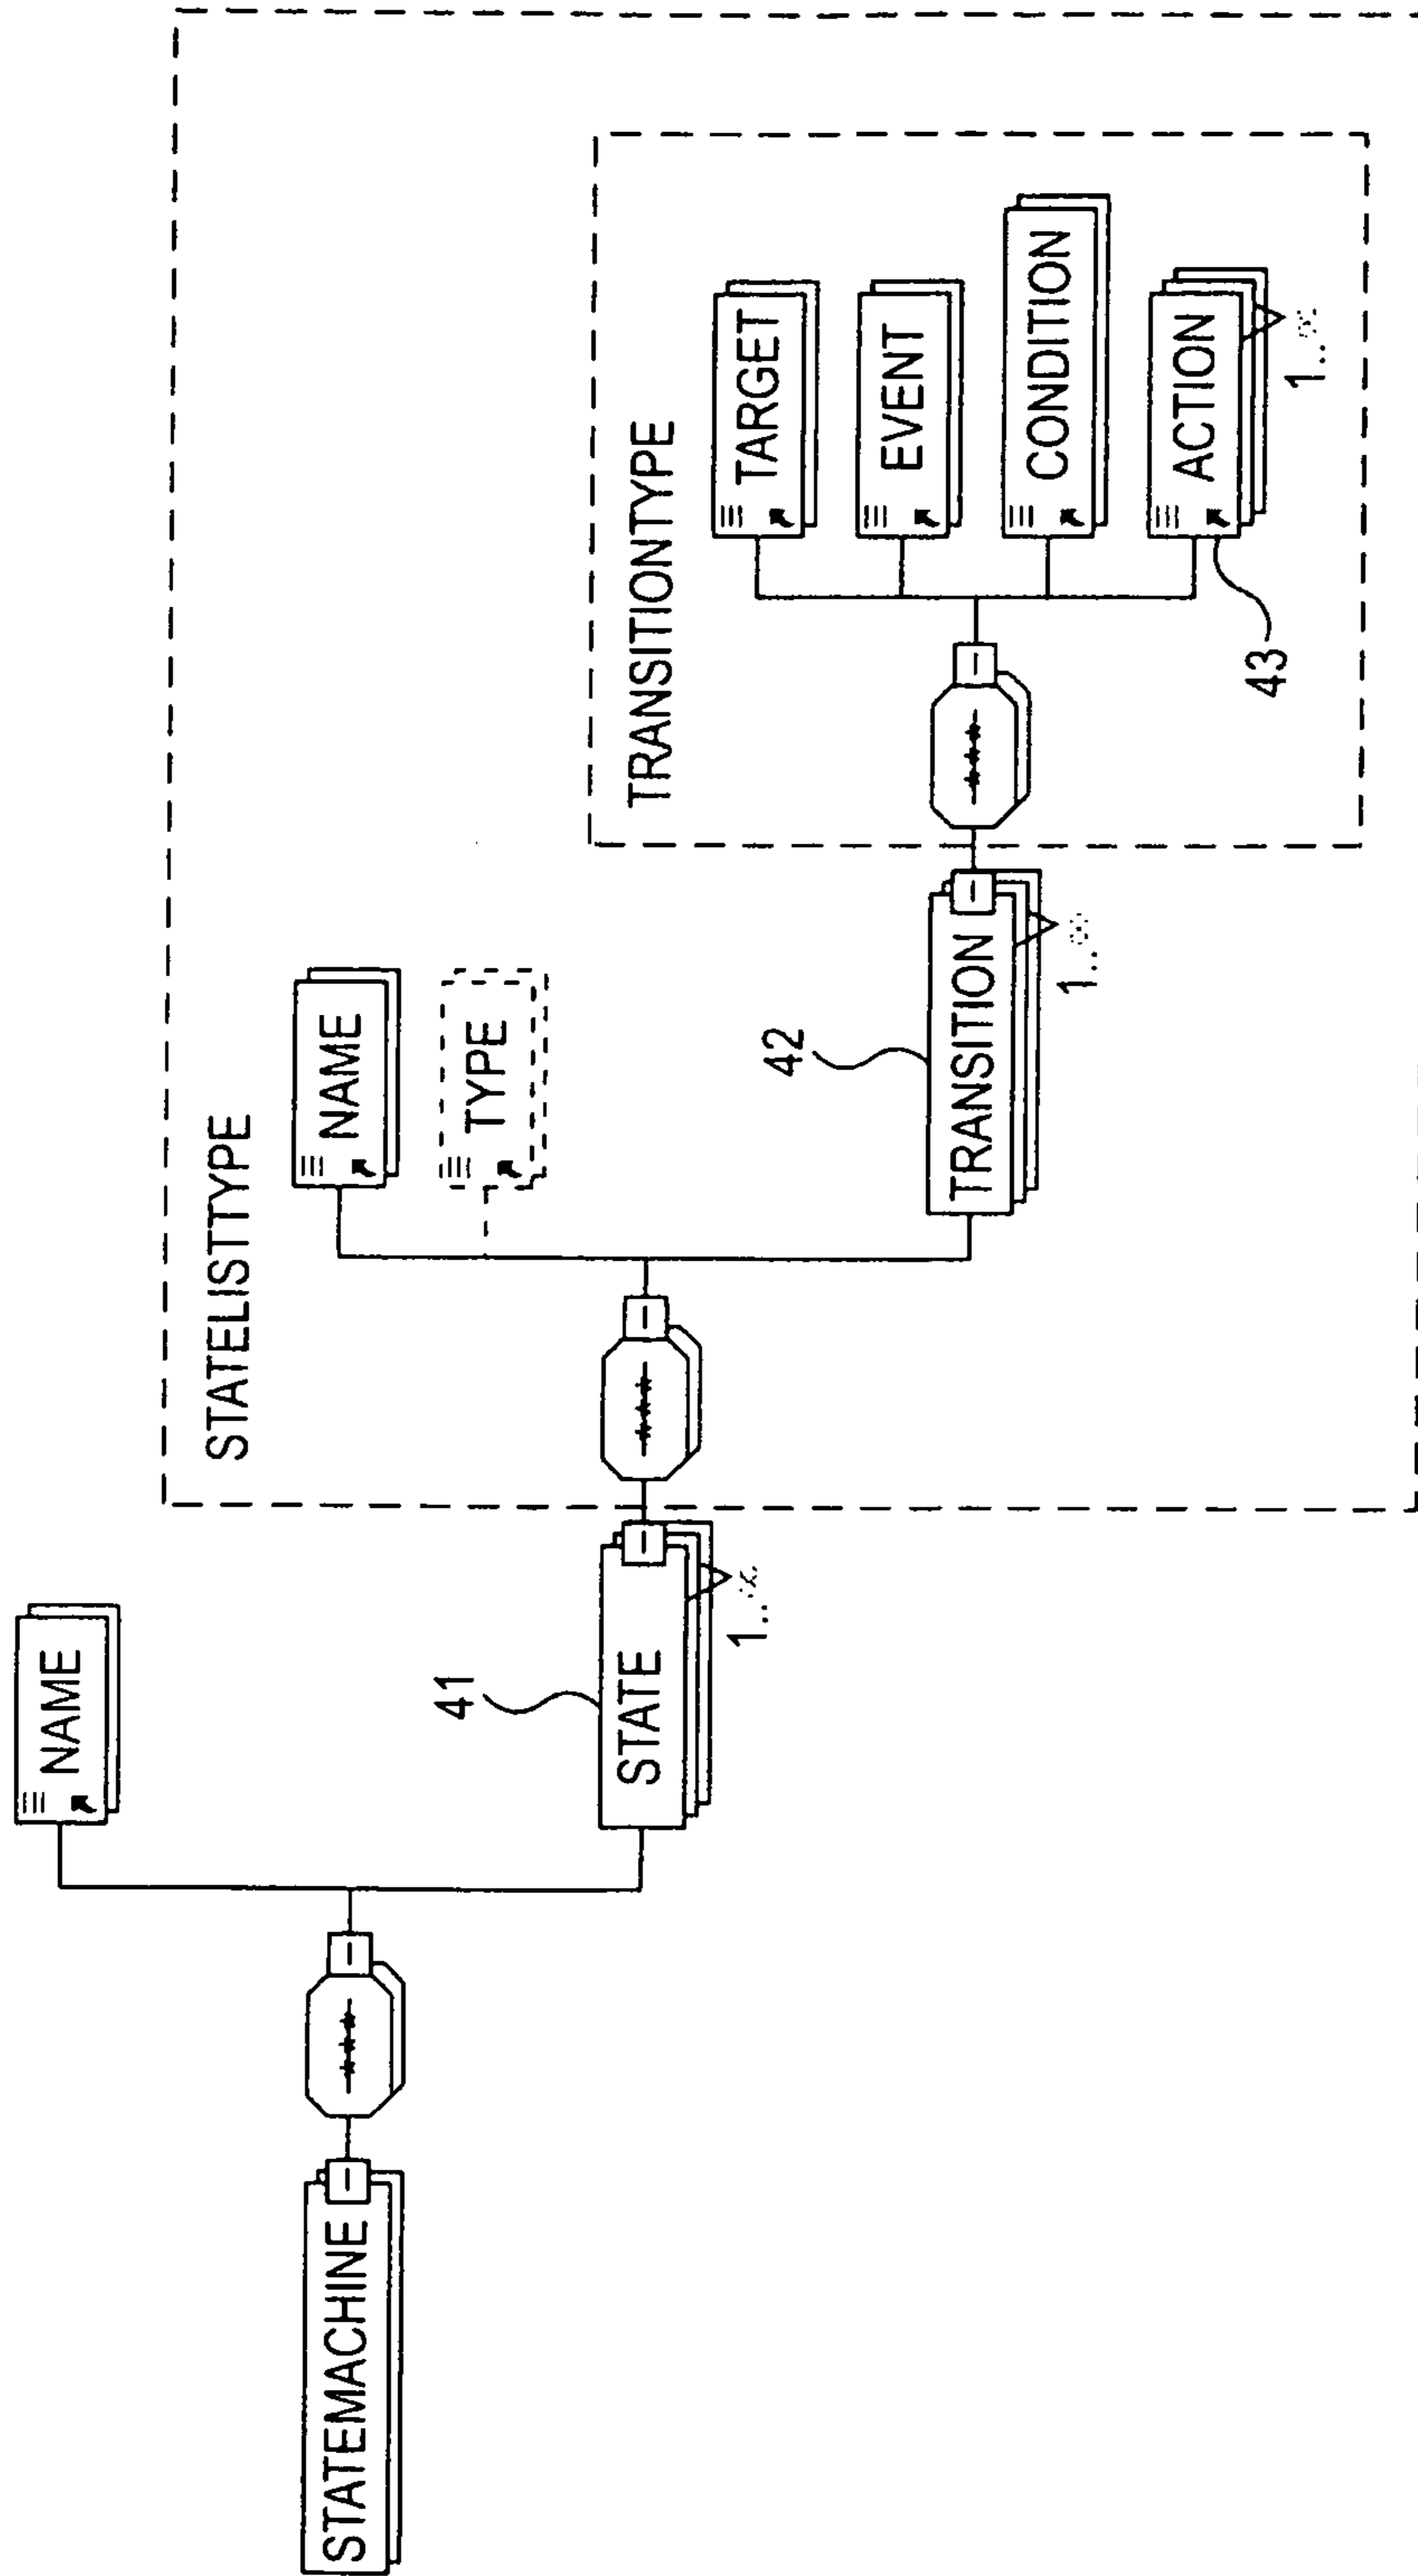 STATEMACHINE
NAME
41
STATE
1..∞
STATELISTTYPE
NAME
TYPE
42
TRANSITION
1..∞
TRANSITIONTYPE
TARGET
EVENT
CONDITION
ACTION
1..∞
43